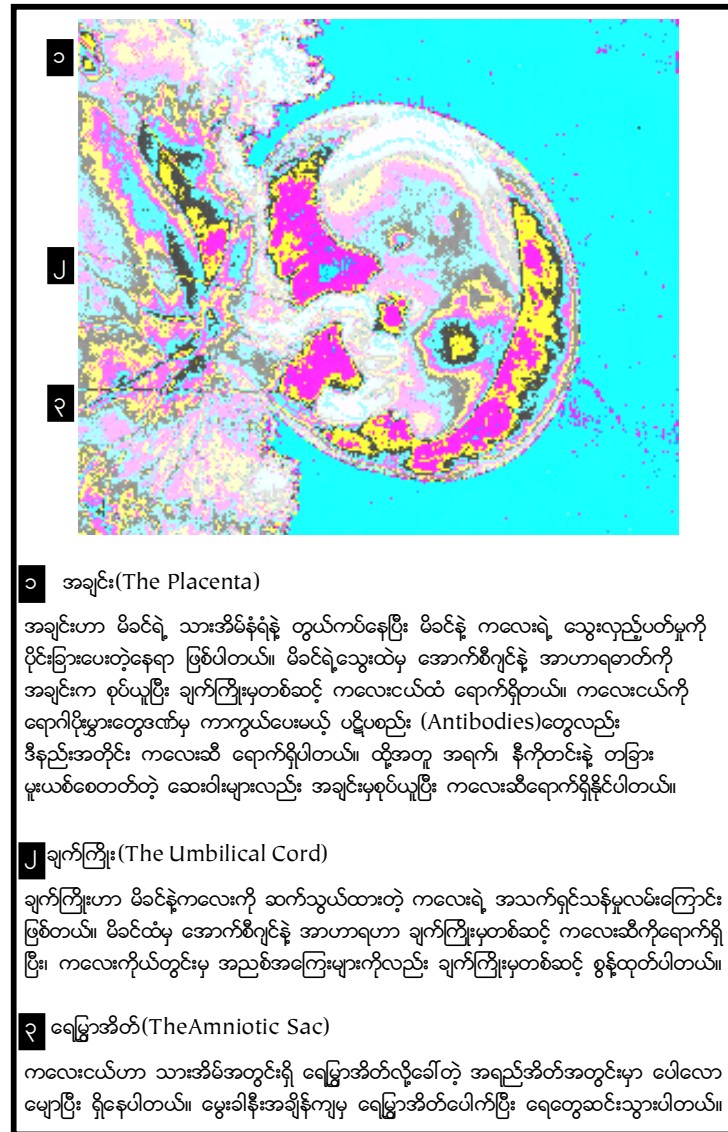 ၁
၂
၃
၁ အချင်း(The Placenta)
အချင်းဟာ မိခင်ရဲ့ သားအိမ်နံရံနဲ့ တွယ်ကပ်နေပြီး မိခင်နဲ့ ကလေးရဲ့ သွေးလှည့်ပတ်မှုကို
ပိုင်းခြားပေးတဲ့နေရာ ဖြစ်ပါတယ်။ မိခင်ရဲ့သွေးထဲမှ အောက်စီဂျင်နဲ့ အာဟာရဓာတ်ကို
အချင်းက စုပ်ယူပြီး ချက်ကြိုးမှတစ်ဆင့် ကလေးငယ်ထံ ရောက်ရှိတယ်။ ကလေးငယ်ကို
ရောဂါပိုးမွှားတွေဒဏ်မှ ကာကွယ်ပေးမယ့် ပဋိပစည်း (Antibodies)တွေလည်း
ဒီနည်းအတိုင်း ကလေးဆီ ရောက်ရှိပါတယ်။ ထို့အတူ အရက်၊ နီကိုတင်းနဲ့ တခြား
မူးယစ်စေတတ်တဲ့ ဆေးဝါးများလည်း အချင်းမှစုပ်ယူပြီး ကလေးဆီရောက်ရှိနိုင်ပါတယ်။
၂ ချက်ကြိုး(The Umbilical Cord)
ချက်ကြိုးဟာ မိခင်နဲ့ကလေးကို ဆက်သွယ်ထားတဲ့ ကလေးရဲ့ အသက်ရှင်သန်မှုလမ်းကြောင်း
ဖြစ်တယ်။ မိခင်ထံမှ အောက်စီဂျင်နဲ့ အာဟာရဟာ ချက်ကြိုးမှတစ်ဆင့် ကလေးဆီကိုရောက်ရှိ
ပြီး၊ ကလေးကိုယ်တွင်းမှ အညစ်အကြေးများကိုလည်း ချက်ကြိုးမှတစ်ဆင့် စွန့်ထုတ်ပါတယ်။
၃ ရေမြွှာအိတ်(TheAmniotic Sac)
ကလေးငယ်ဟာ သားအိမ်အတွင်းရှိ ရေမြွှာအိတ်လို့ခေါ်တဲ့ အရည်အိတ်အတွင်းမှာ ပေါလော
မျောပြီး ရှိနေပါတယ်။ မွေးခါနီးအချိန်ကျမှ ရေမြွှာအိတ်ပေါက်ပြီး ရေတွေဆင်းသွားပါတယ်။